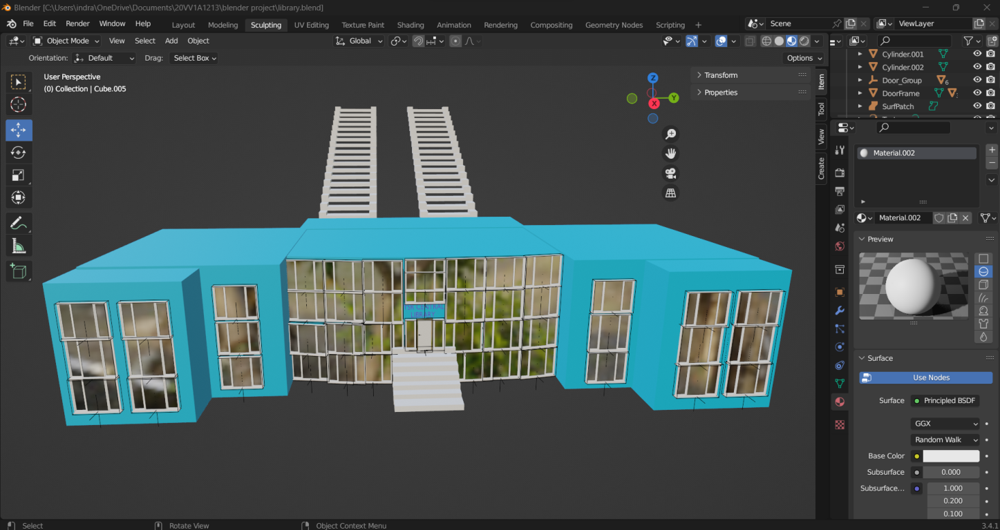 Blender [C:\Users\indra\OneDrive\Documents\20VV1A1213\blender project\library.blend]
File Edit Render Window Help Layout Modeling Sculpting UV Editing Texture Paint Shading Animation Rendering Compositing Geometry Nodes Scripting + Scene ViewLayer
Object Mode View Select Add Object Global
Orientation: Default Drag: Select Box Options
User Perspective
(0) Collection | Cube.005
Z
Y
X
CENTRAL
LIBRARY
Transform
Properties
Item
Tool
View
Create
Cylinder.001
Cylinder.002
Door_Group 6
DoorFrame
SurfPatch
Material.002
Material.002
Preview
Surface
Use Nodes
Surface Principled BSDF
GGX
Random Walk
Base Color
Subsurface 0.000
Subsurface... 1.000
0.200
0.100
Select Rotate View Object Context Menu 3.4.1